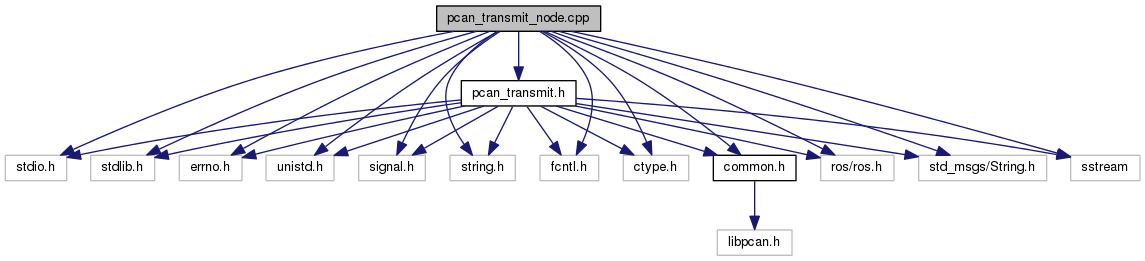 pcan_transmit_node.cpp
pcan_transmit.h
stdio.h
stdlib.h
errno.h
unistd.h
signal.h
string.h
fcntl.h
ctype.h
common.h
ros/ros.h
std_msgs/String.h
sstream
libpcan.h